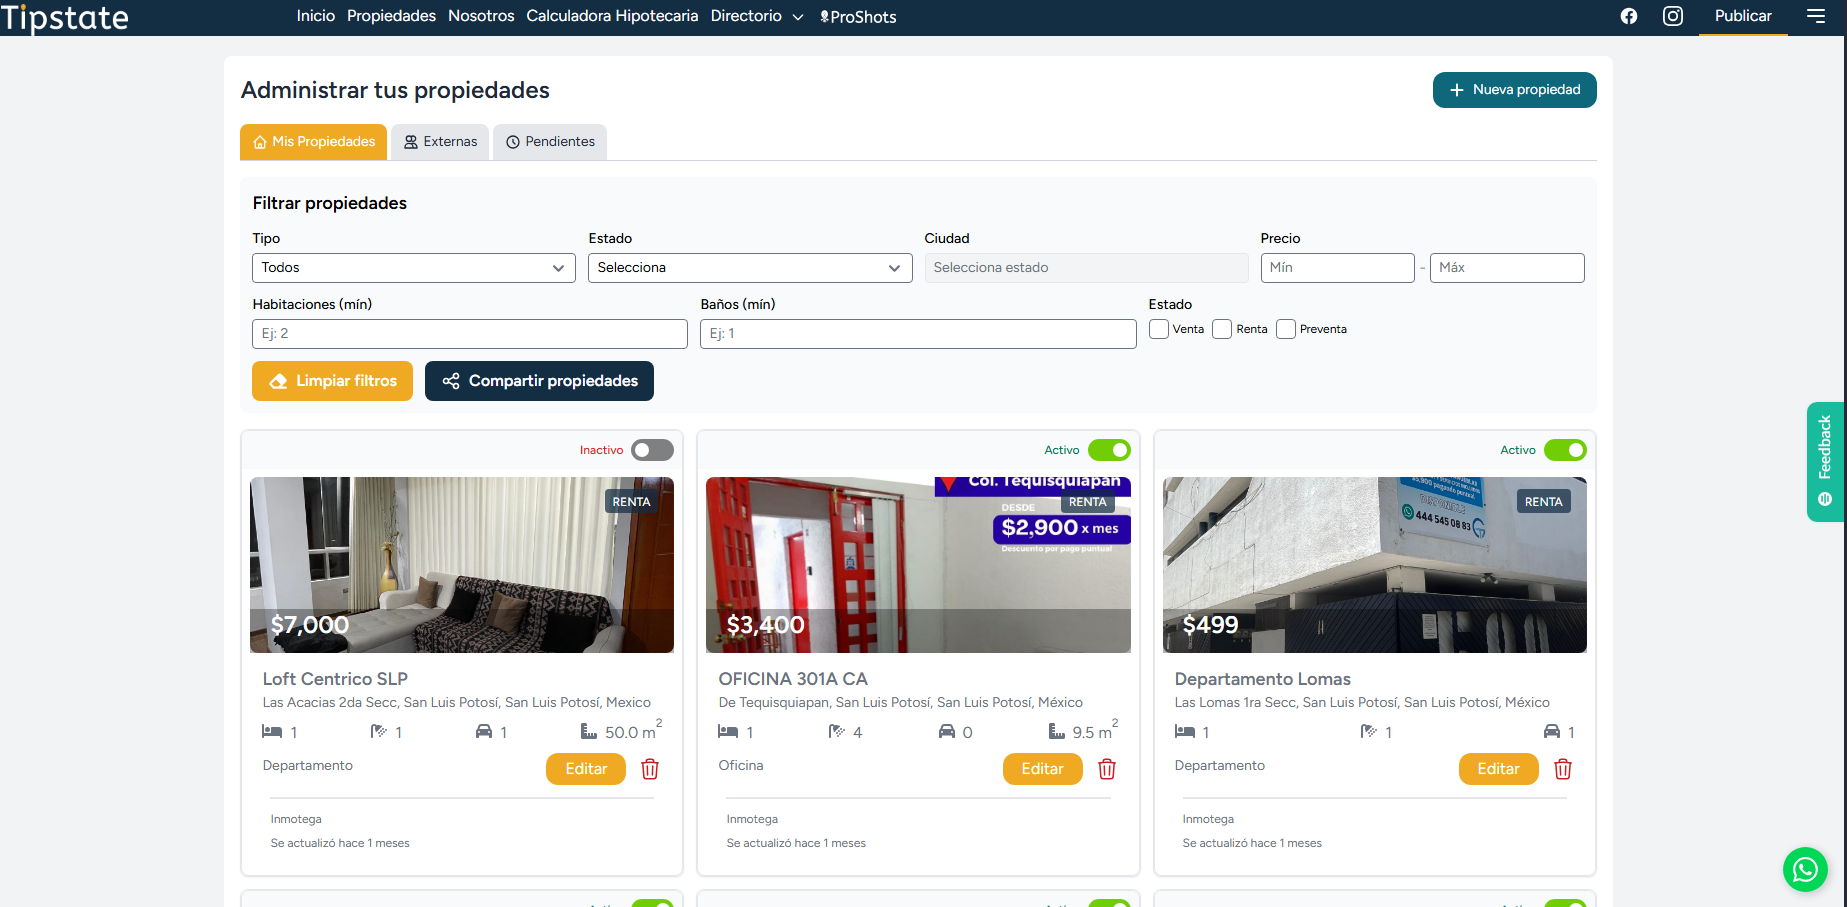 Tipstate
Inicio Propiedades Nosotros Calculadora Hipotecaria Directorio ProShots Publicar
Administrar tus propiedades
Nueva propiedad
Mis Propiedades Externas Pendientes
Filtrar propiedades
Tipo Estado Ciudad Precio
Todos Selecciona Selecciona estado Mín - Máx
Habitaciones (mín) Baños (mín) Estado
Ej: 2 Ej: 1 Venta Renta Preventa
Limpiar filtros Compartir propiedades
Feedback
Inactivo
RENTA
$7,000
Loft Centrico SLP
Las Acacias 2da Secc, San Luis Potosí, San Luis Potosí, Mexico
1 1 1 50.0 m²
Departamento Editar
Inmotega
Se actualizó hace 1 meses
Activo
Col. Tequisquiapan
RENTA
DESDE
$2,900 x mes
Descuento por pago puntual
$3,400
OFICINA 301A CA
De Tequisquiapan, San Luis Potosí, San Luis Potosí, México
1 4 0 9.5 m²
Oficina Editar
Inmotega
Se actualizó hace 1 meses
Activo
RENTA
444 545 08 83
$499
Departamento Lomas
Las Lomas 1ra Secc, San Luis Potosí, San Luis Potosí, México
1 1 1
Departamento Editar
Inmotega
Se actualizó hace 1 meses